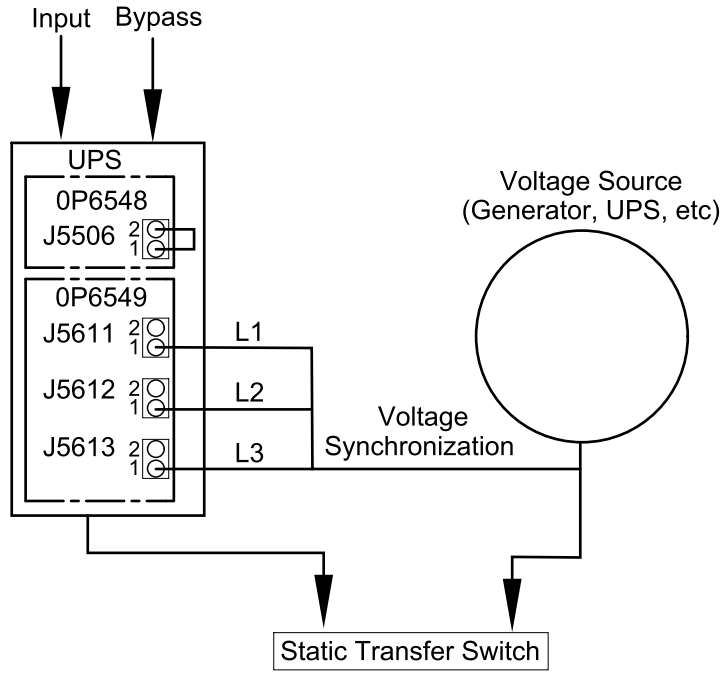 Input Bypass
UPS
0P6548
J5506 2
1
0P6549
J5611 2
1
L1
J5612 2
1
L2
J5613 2
1
L3
Voltage
Synchronization
Voltage Source
(Generator, UPS, etc)
Static Transfer Switch